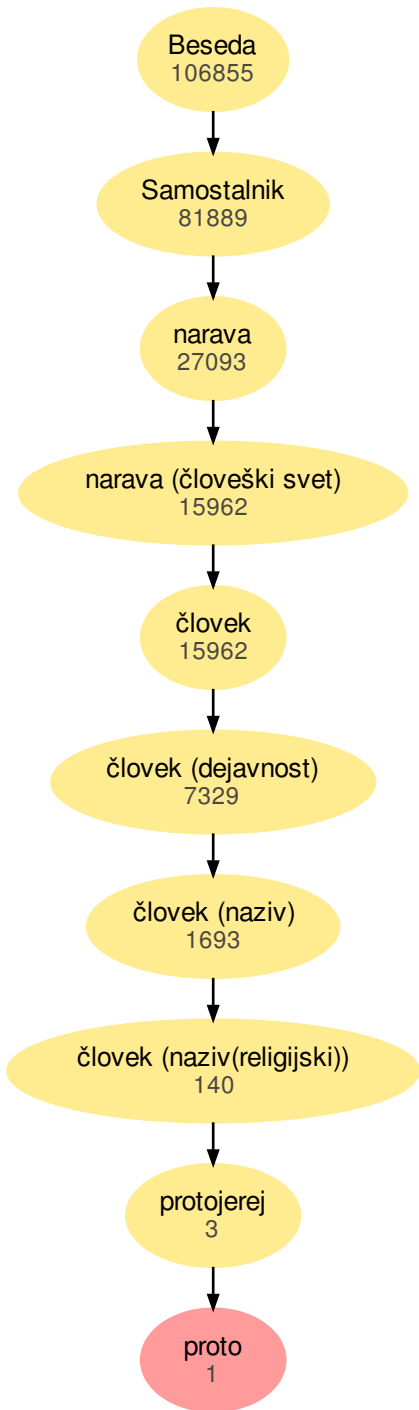 Beseda
106855
Samostalnik
81889
narava
27093
narava (človeški svet)
15962
človek
15962
človek (dejavnost)
7329
človek (naziv)
1693
človek (naziv(religijski))
140
protojerej
3
proto
1